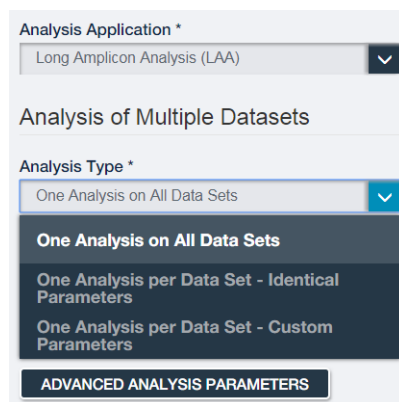 Analysis Application *
Long Amplicon Analysis (LAA)
Analysis of Multiple Datasets
Analysis Type *
One Analysis on All Data Sets
One Analysis on All Data Sets
One Analysis per Data Set - Identical
Parameters
One Analysis per Data Set - Custom
Parameters
ADVANCED ANALYSIS PARAMETERS